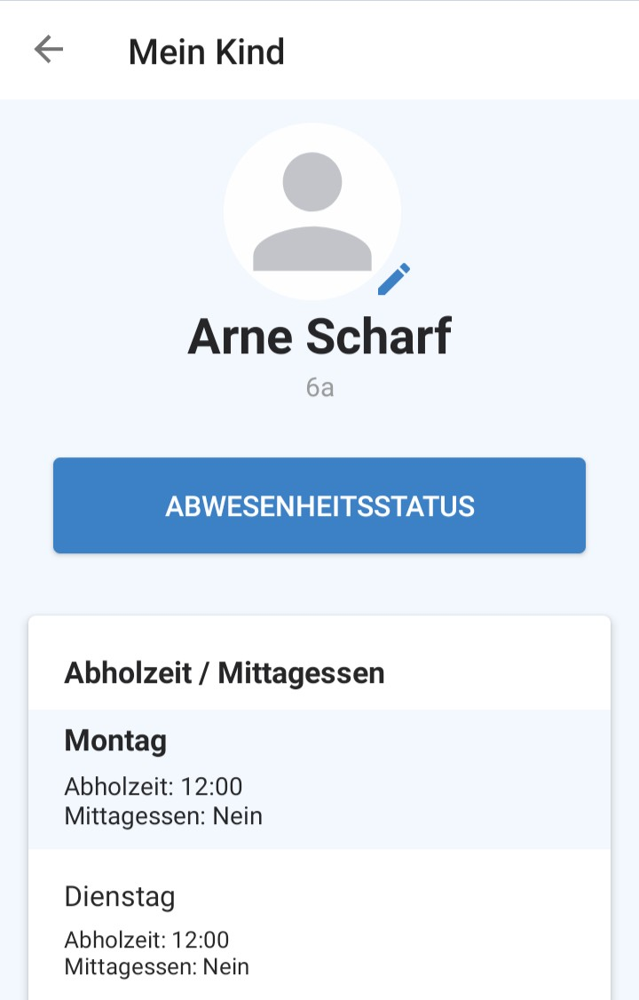 Mein Kind
Arne Scharf
6a
ABWESENHEITSSTATUS
Abholzeit / Mittagessen
Montag
Abholzeit: 12:00
Mittagessen: Nein
Dienstag
Abholzeit: 12:00
Mittagessen: Nein